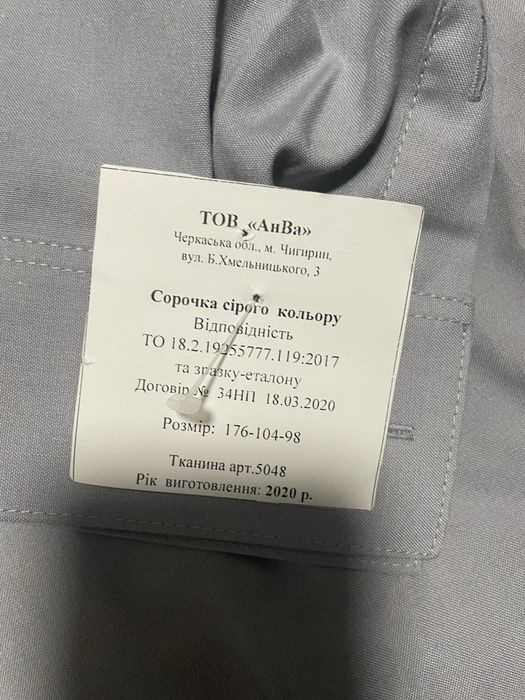 ТОВ «АнВа»
Черкаська обл., м. Чигирин,
вул. Б.Хмельницького, 3
Сорочка сірого кольору
Відповідність
ТО 18.2.19255777.119:2017
та зразку-еталону
Договір № 34НП 18.03.2020
Розмір: 176-104-98
Тканина арт.5048
Рік виготовлення: 2020 р.